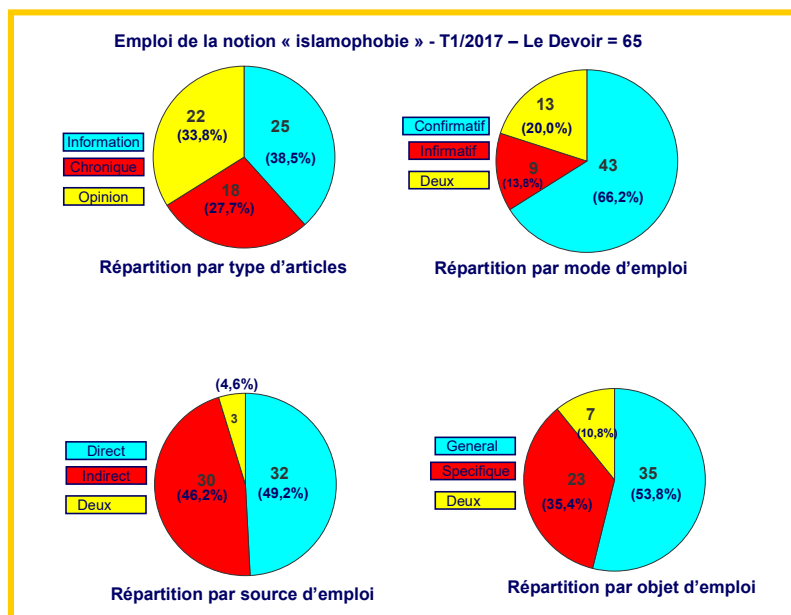 Emploi de la notion « islamophobie » - T1/2017 – Le Devoir = 65
Information
Chronique
Opinion
22
(33,8%)
25
(38,5%)
18
(27,7%)
Répartition par type d’articles
Confirmatif
Infirmatif
Deux
13
(20,0%)
9
(13,8%)
43
(66,2%)
Répartition par mode d’emploi
Direct
Indirect
Deux
(4,6%)
3
30
(46,2%)
32
(49,2%)
Répartition par source d’emploi
General
Specifique
Deux
7
(10,8%)
23
(35,4%)
35
(53,8%)
Répartition par objet d’emploi